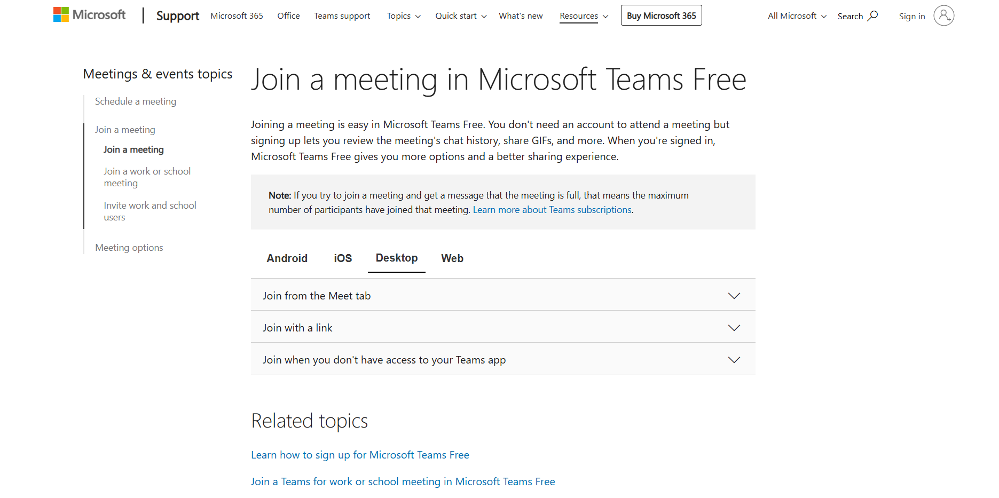 Microsoft
Support
Microsoft 365
Office
Teams support
Topics
Quick start
What's new
Resources
Buy Microsoft 365
All Microsoft
Search
Sign in
Meetings & events topics
Schedule a meeting
Join a meeting
Join a meeting
Join a work or school
meeting
Invite work and school
users
Meeting options
Join a meeting in Microsoft Teams Free
Joining a meeting is easy in Microsoft Teams Free. You don't need an account to attend a meeting but
signing up lets you review the meeting's chat history, share GIFs, and more. When you're signed in,
Microsoft Teams Free gives you more options and a better sharing experience.
Note: If you try to join a meeting and get a message that the meeting is full, that means the maximum
number of participants have joined that meeting. Learn more about Teams subscriptions.
Android
iOS
Desktop
Web
Join from the Meet tab
Join with a link
Join when you don't have access to your Teams app
Related topics
Learn how to sign up for Microsoft Teams Free
Join a Teams for work or school meeting in Microsoft Teams Free